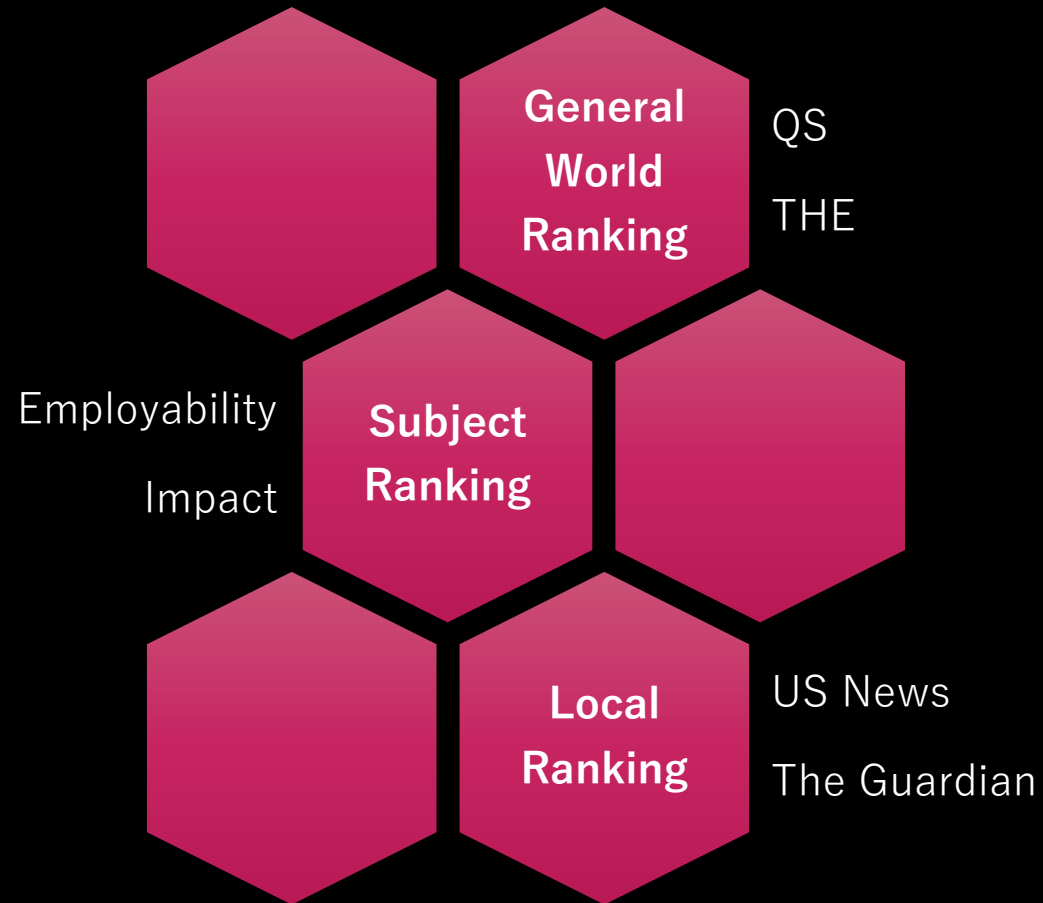 General
World
Ranking
QS
THE
Employability
Impact
Subject
Ranking
Local
Ranking
US News
The Guardian